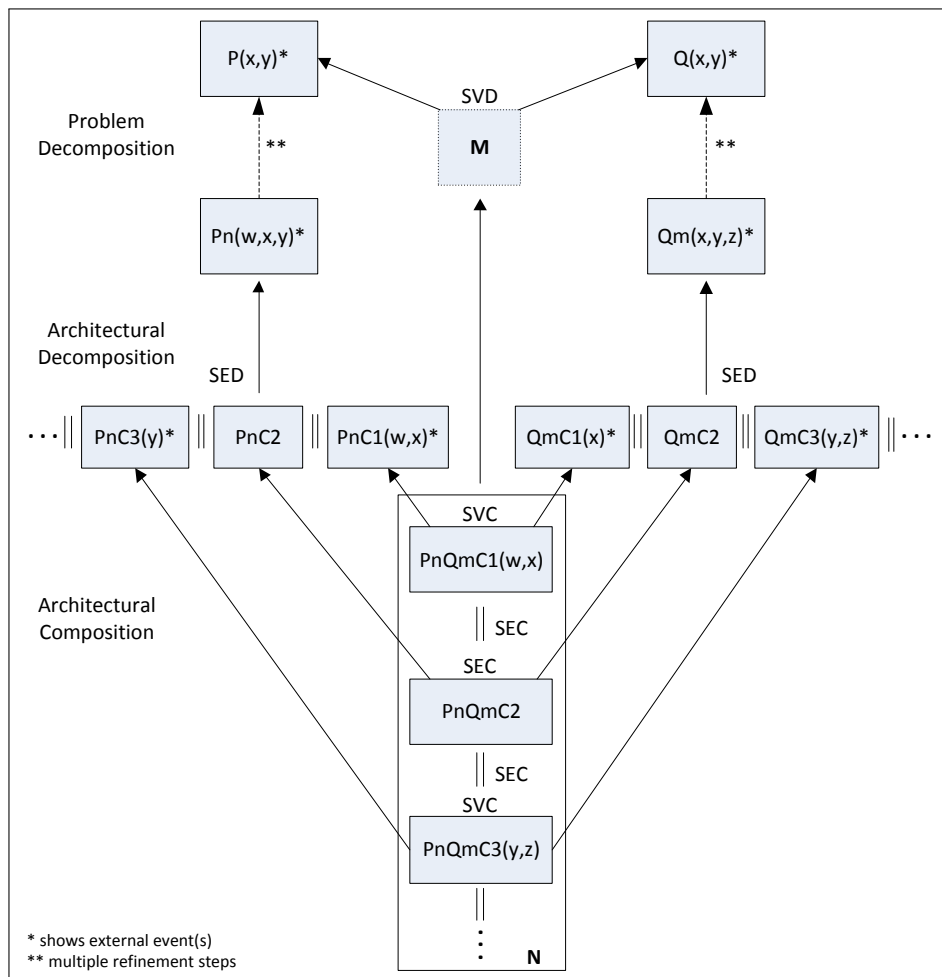 P(x,y)*
Q(x,y)*
SVD
Problem
Decomposition
**
M
**
Pn(w,x,y)*
Qm(x,y,z)*
Architectural
Decomposition
SED
SED
... || PnC3(y)* || PnC2 || PnC1(w,x)*
QmC1(x)* || QmC2 || QmC3(y,z)* || ...
SVC
PnQmC1(w,x)
Architectural
Composition
|| SEC
SEC
PnQmC2
|| SEC
SVC
PnQmC3(y,z)
||
* shows external event(s)
** multiple refinement steps
N